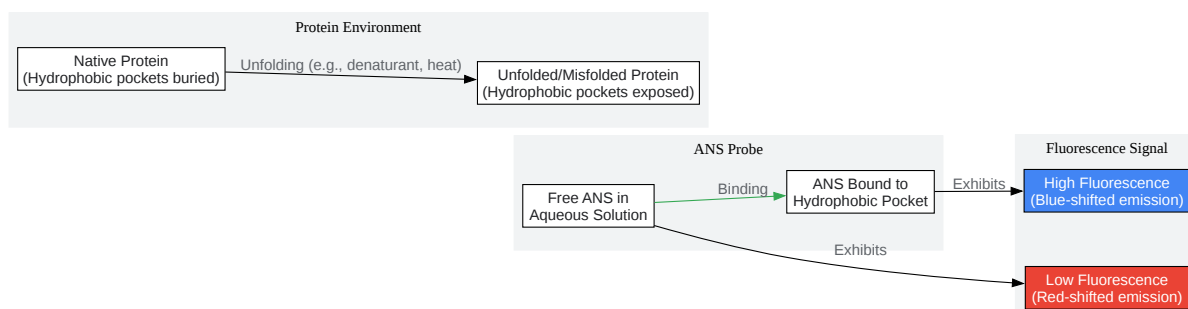 Protein Environment
Native Protein
(Hydrophobic pockets buried)
Unfolding (e.g., denaturant, heat)
Unfolded/Misfolded Protein
(Hydrophobic pockets exposed)
ANS Probe
Free ANS in
Aqueous Solution
Binding
ANS Bound to
Hydrophobic Pocket
Exhibits
Exhibits
Fluorescence Signal
High Fluorescence
(Blue-shifted emission)
Low Fluorescence
(Red-shifted emission)